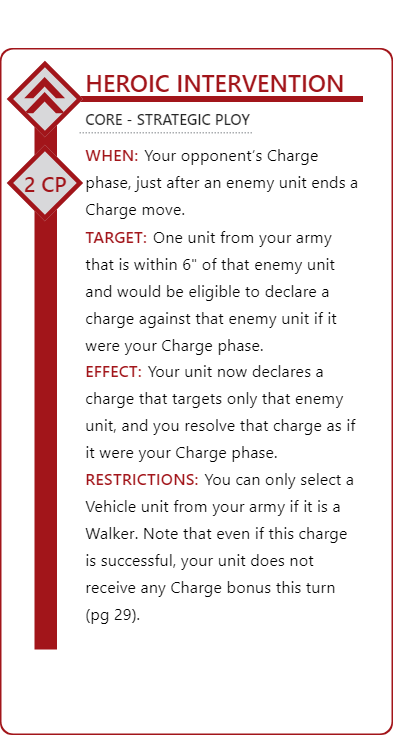 HEROIC INTERVENTION
CORE - STRATEGIC PLOY
2 CP
WHEN: Your opponent’s Charge
phase, just after an enemy unit ends a
Charge move.
TARGET: One unit from your army
that is within 6" of that enemy unit
and would be eligible to declare a
charge against that enemy unit if it
were your Charge phase.
EFFECT: Your unit now declares a
charge that targets only that enemy
unit, and you resolve that charge as if
it were your Charge phase.
RESTRICTIONS: You can only select a
Vehicle unit from your army if it is a
Walker. Note that even if this charge
is successful, your unit does not
receive any Charge bonus this turn
(pg 29).